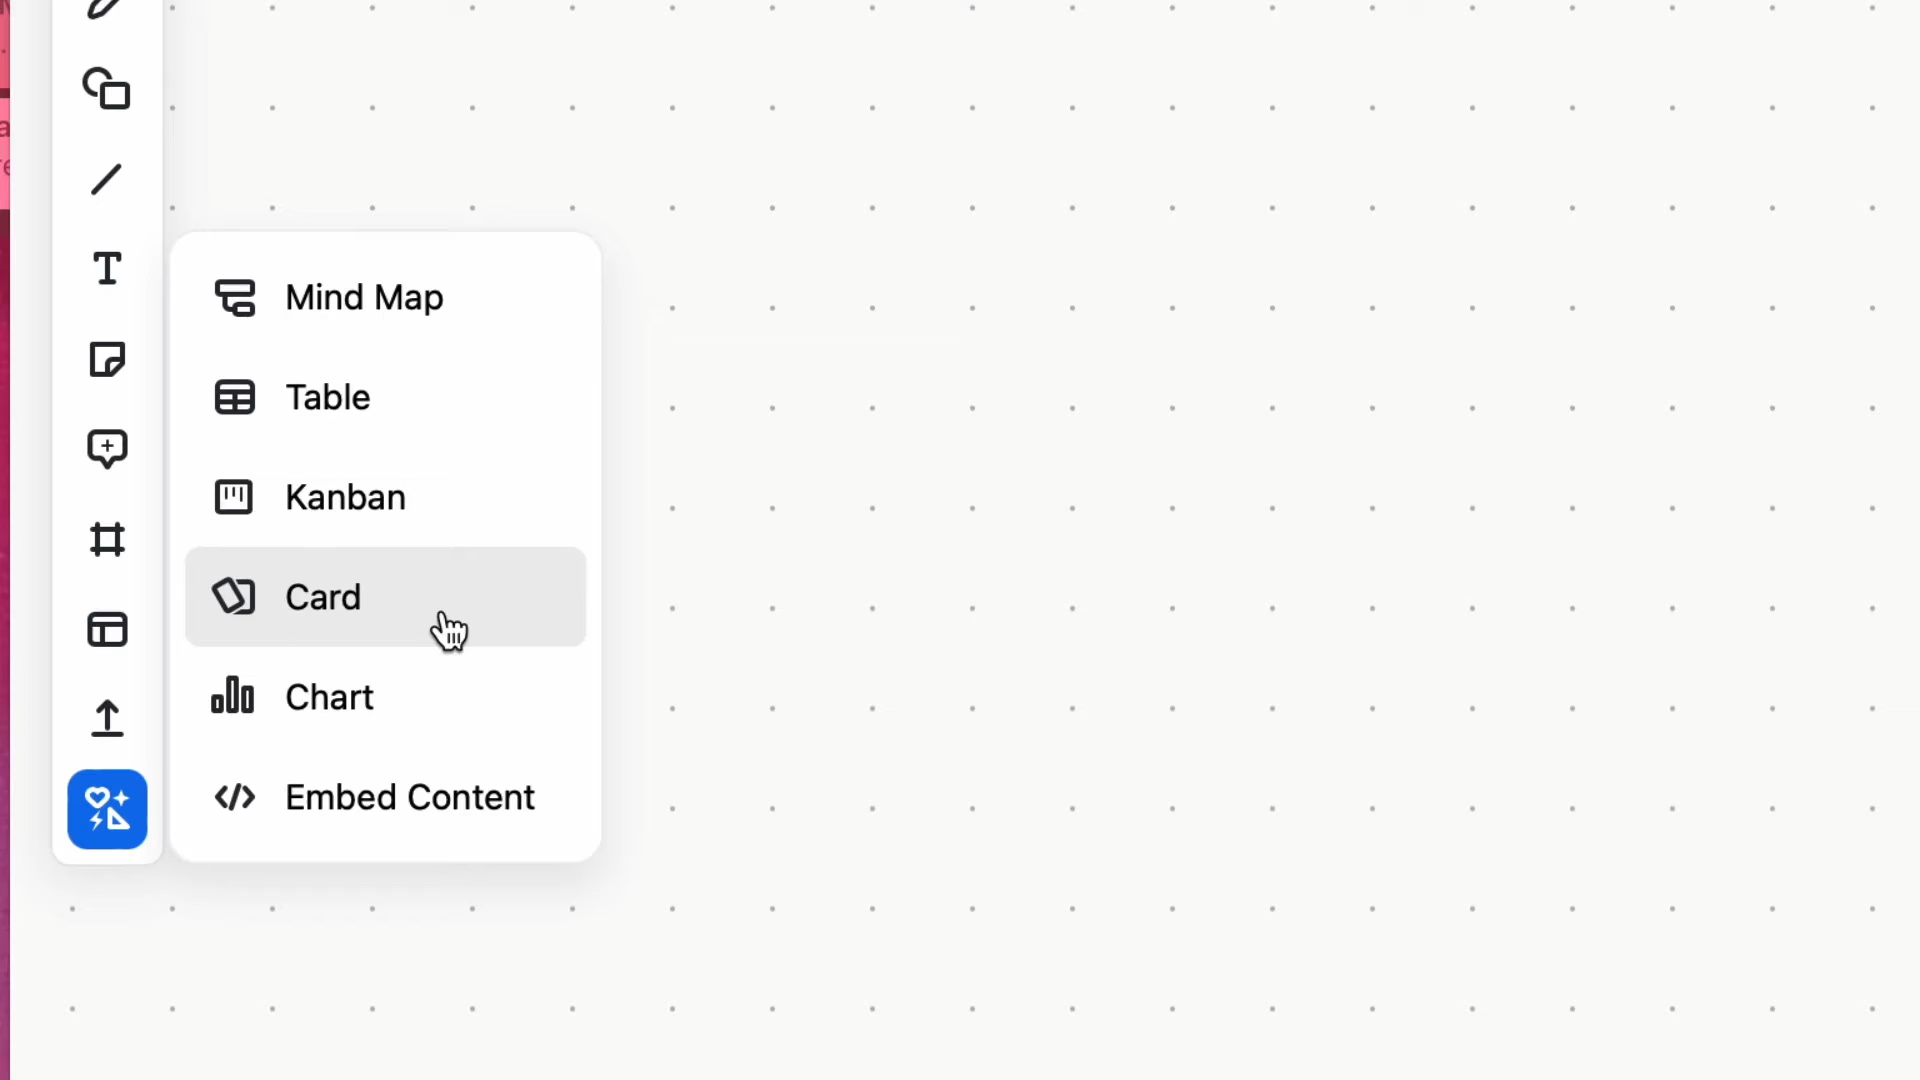 Mind Map
Table
Kanban
Card
Chart
Embed Content